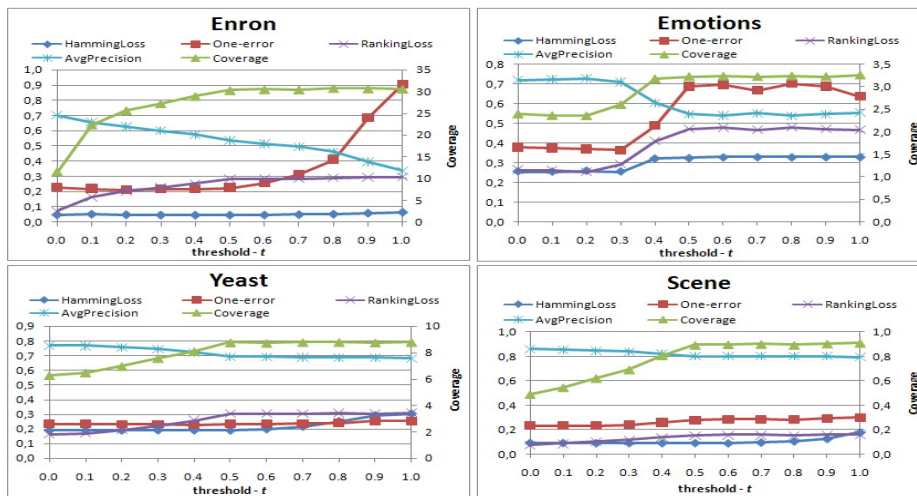 Enron
HammingLoss One-error RankingLoss
AvgPrecision Coverage
1,0
0,9
0,8
0,7
0,6
0,5
0,4
0,3
0,2
0,1
0,0
35
30
25
20
15
10
5
0
Coverage
0.0 0.1 0.2 0.3 0.4 0.5 0.6 0.7 0.8 0.9 1.0
threshold - t
Emotions
HammingLoss One-error RankingLoss
AvgPrecision Coverage
0,8
0,7
0,6
0,5
0,4
0,3
0,2
0,1
0,0
3,5
3,0
2,5
2,0
1,5
1,0
0,5
0,0
Coverage
0.0 0.1 0.2 0.3 0.4 0.5 0.6 0.7 0.8 0.9 1.0
threshold - t
Yeast
HammingLoss One-error RankingLoss
AvgPrecision Coverage
0,9
0,8
0,7
0,6
0,5
0,4
0,3
0,2
0,1
0,0
10
8
6
4
2
0
Coverage
0.0 0.1 0.2 0.3 0.4 0.5 0.6 0.7 0.8 0.9 1.0
threshold - t
Scene
HammingLoss One-error RankingLoss
AvgPrecision Coverage
1,0
0,8
0,6
0,4
0,2
0,0
1,0
0,8
0,6
0,4
0,2
0,0
Coverage
0.0 0.1 0.2 0.3 0.4 0.5 0.6 0.7 0.8 0.9 1.0
threshold - t